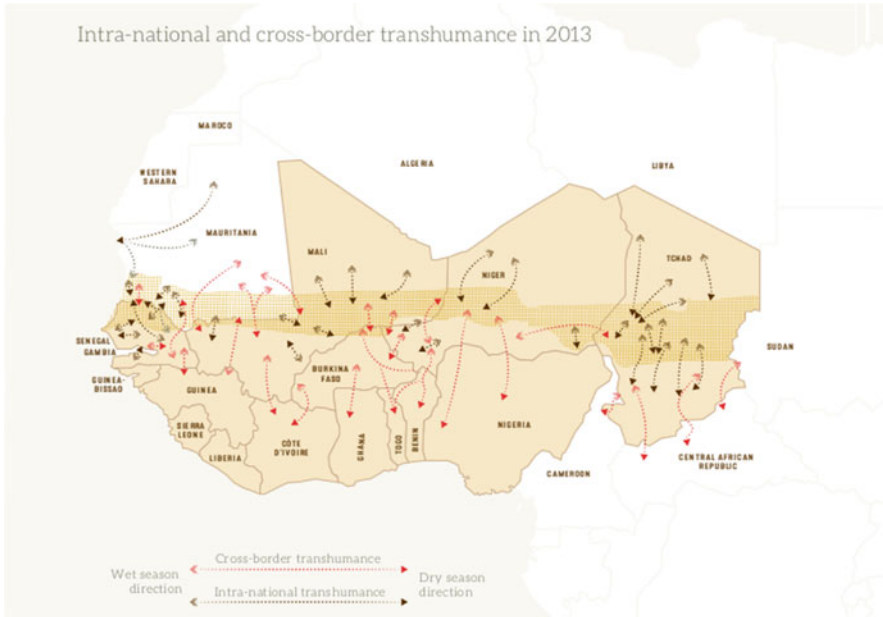 Intra-national and cross-border transhumance in 2013
MAROCO
ALGERIA
LIBYA
WESTERN
SAHARA
MAURITANIA
MALI
NIGER
TCHAD
SUDAN
SENEGAL
GAMBIA
GUINEA-
BISSAO
GUINEA
BURKINA
FASO
SIERRA
LEONE
LIBERIA
CÔTE
D'IVOIRE
GHANA
TOGO
BENIN
NIGERIA
CAMEROON
CENTRAL AFRICAN
REPUBLIC
Cross-border transhumance
Wet season
direction
Dry season
direction
Intra-national transhumance